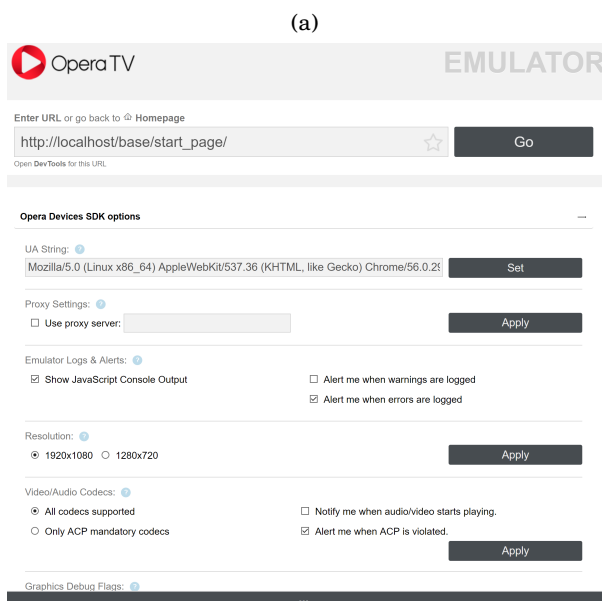 (a)
Opera TV
EMULATOR
Enter URL or go back to Homepage
http://localhost/base/start_page/
Go
Open DevTools for this URL
Opera Devices SDK options
UA String: ?
Mozilla/5.0 (Linux x86_64) AppleWebKit/537.36 (KHTML, like Gecko) Chrome/56.0.29
Set
Proxy Settings: ?
Use proxy server:
Apply
Emulator Logs & Alerts: ?
Show JavaScript Console Output
Alert me when warnings are logged
Alert me when errors are logged
Resolution: ?
1920x1080
1280x720
Apply
Video/Audio Codecs: ?
All codecs supported
Notify me when audio/video starts playing.
Only ACP mandatory codecs
Alert me when ACP is violated.
Apply
Graphics Debug Flags: ?